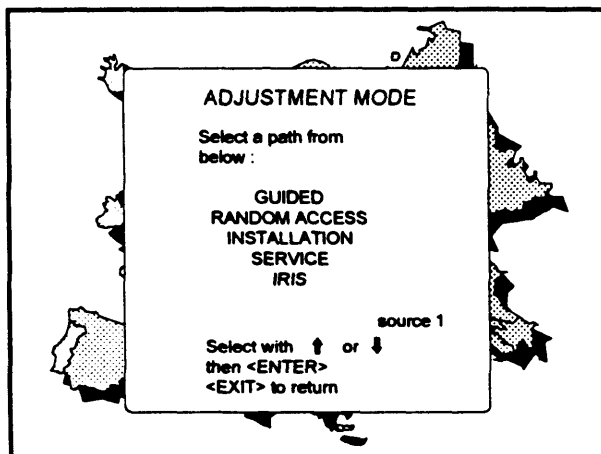 ADJUSTMENT MODE
Select a path from
below :
GUIDED
RANDOM ACCESS
INSTALLATION
SERVICE
IRIS
source 1
Select with ⬆ or ⬇
then <ENTER>
<EXIT> to return